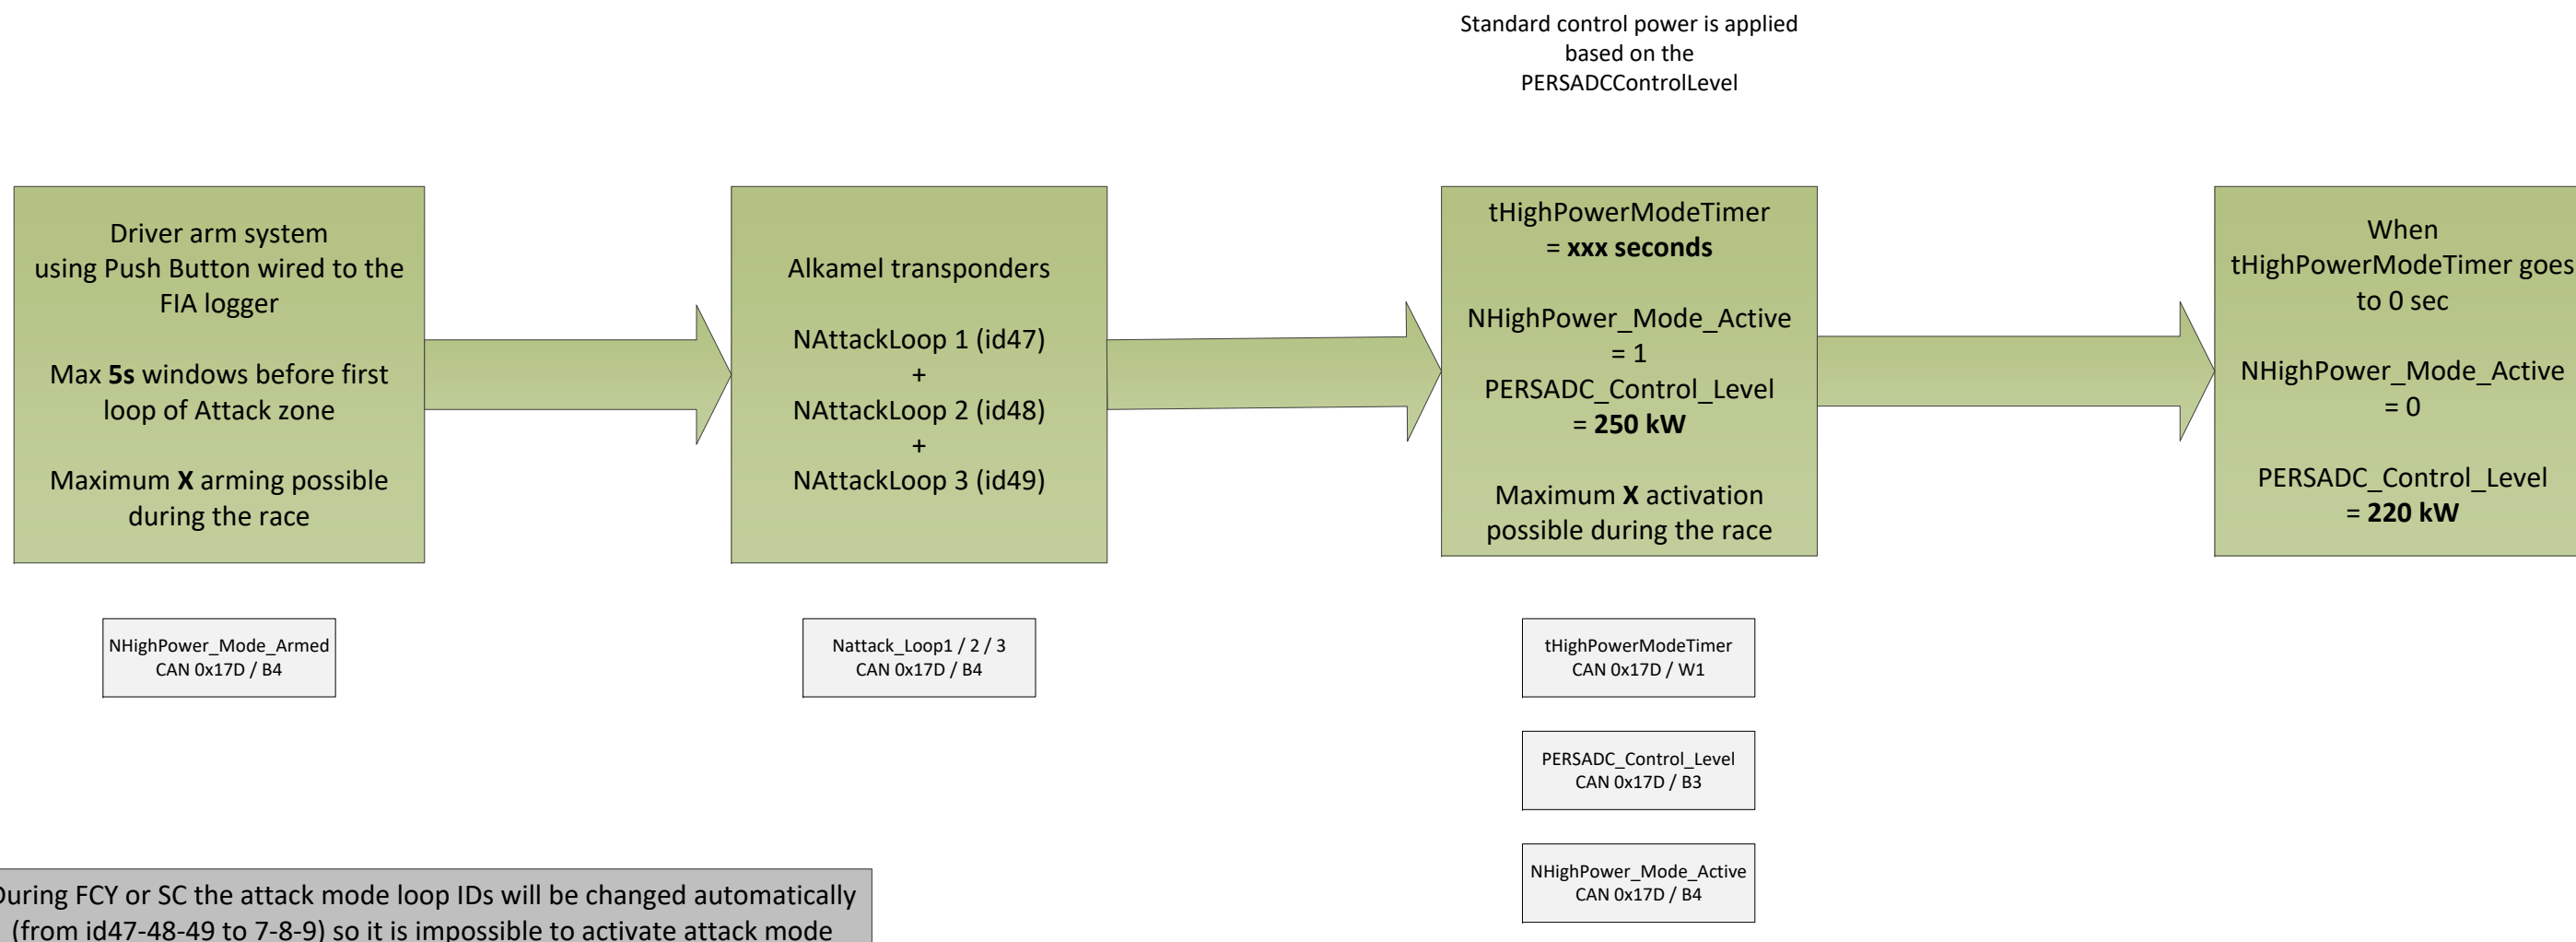 Standard control power is applied
based on the
PERSADCControlLevel
Driver arm system
using Push Button wired to the
FIA logger
Max 5s windows before first
loop of Attack zone
Maximum X arming possible
during the race
Alkamel transponders
NAttackLoop 1 (id47)
+
NAttackLoop 2 (id48)
+
NAttackLoop 3 (id49)
tHighPowerModeTimer
= xxx seconds
NHighPower_Mode_Active
= 1
PERSADC_Control_Level
= 250 kW
Maximum X activation
possible during the race
When
tHighPowerModeTimer goes
to 0 sec
NHighPower_Mode_Active
= 0
PERSADC_Control_Level
= 220 kW
NHighPower_Mode_Armed
CAN 0x17D / B4
Nattack_Loop1 / 2 / 3
CAN 0x17D / B4
tHighPowerModeTimer
CAN 0x17D / W1
PERSADC_Control_Level
CAN 0x17D / B3
NHighPower_Mode_Active
CAN 0x17D / B4
During FCY or SC the attack mode loop IDs will be changed automatically
(from id47-48-49 to 7-8-9) so it is impossible to activate attack mode